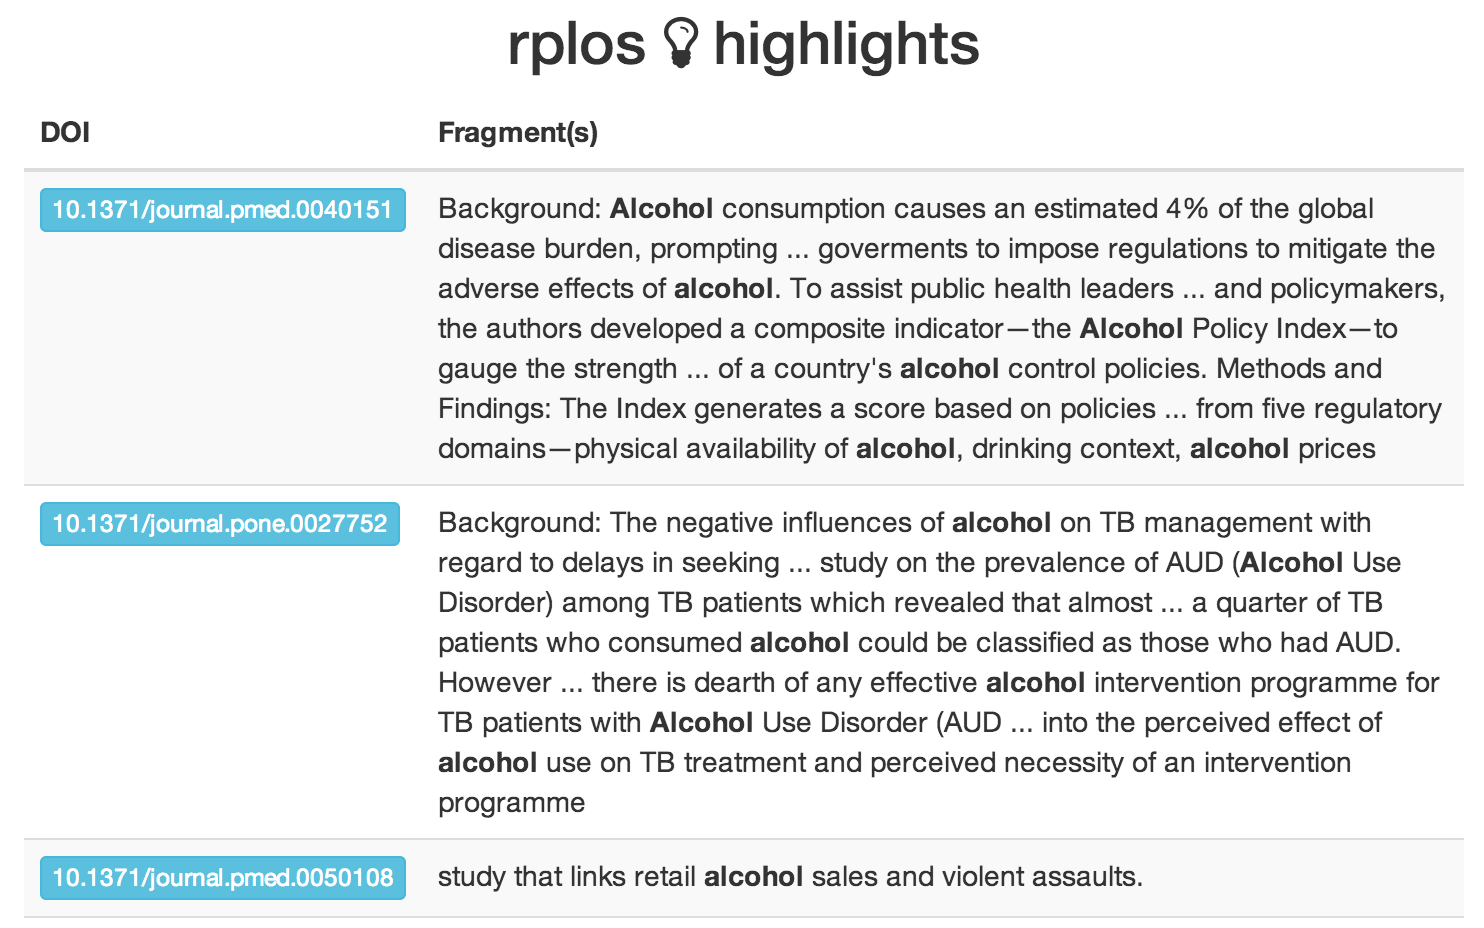 rplos highlights
DOI Fragment(s)
10.1371/journal.pmed.0040151 Background: Alcohol consumption causes an estimated 4% of the global
disease burden, prompting ... goverments to impose regulations to mitigate the
adverse effects of alcohol. To assist public health leaders ... and policymakers,
the authors developed a composite indicator—the Alcohol Policy Index—to
gauge the strength ... of a country's alcohol control policies. Methods and
Findings: The Index generates a score based on policies ... from five regulatory
domains—physical availability of alcohol, drinking context, alcohol prices
10.1371/journal.pone.0027752 Background: The negative influences of alcohol on TB management with
regard to delays in seeking ... study on the prevalence of AUD (Alcohol Use
Disorder) among TB patients which revealed that almost ... a quarter of TB
patients who consumed alcohol could be classified as those who had AUD.
However ... there is dearth of any effective alcohol intervention programme for
TB patients with Alcohol Use Disorder (AUD ... into the perceived effect of
alcohol use on TB treatment and perceived necessity of an intervention
programme
10.1371/journal.pmed.0050108 study that links retail alcohol sales and violent assaults.